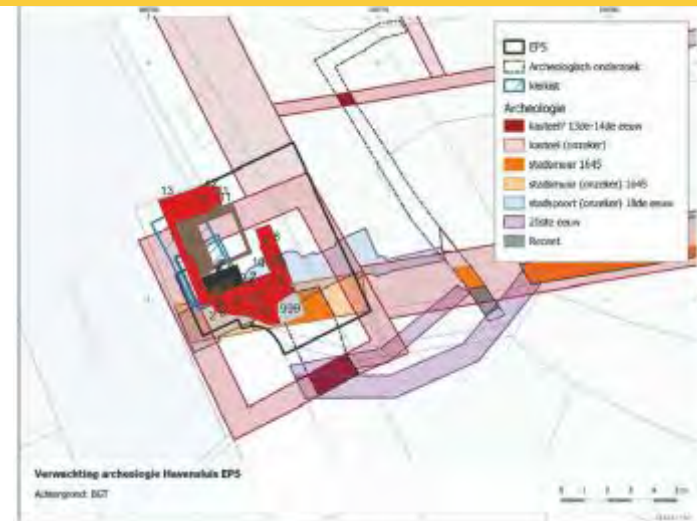 EPS
Archeologisch onderzoek
Archeologie
kasteel? 13de-14de eeuw
kasteel (onzeker)
stadsmuur 1645
stadsmuur (onzeker) 1645
stadspoort (onzeker) 18de eeuw
20ste eeuw
Recent
13
11
999
Verwachting archeologie Havensluis EPS
Achtergrond: BGT